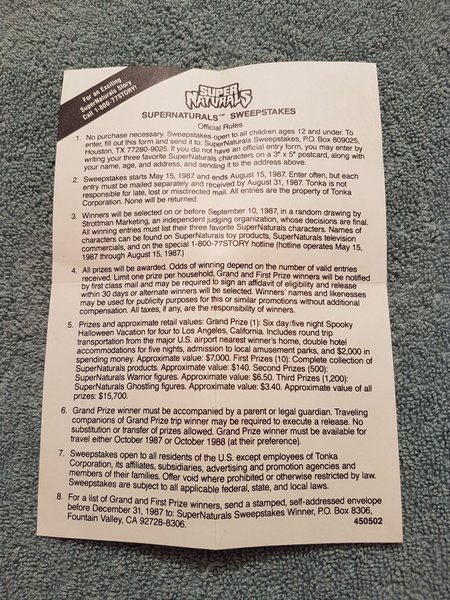 For an Exciting
SuperNaturals Story
Call 1-800-77STORY!
SUPER
NATURALS
SUPERNATURALS™ SWEEPSTAKES
Official Rules
1. No purchase necessary. Sweepstakes open to all children ages 12 and under. To
enter, fill out this form and send it to: SuperNaturals Sweepstakes, P.O. Box 809025,
Houston, TX 77280-9025. If you do not have an official entry form, you may enter by
writing your three favorite SuperNaturals characters on a 3" x 5" postcard, along with
your name, age, and address, and sending it to the address above.
2. Sweepstakes starts May 15, 1987 and ends August 15, 1987. Enter often, but each
entry must be mailed separately and received by August 31, 1987. Tonka is not
responsible for late, lost or misdirected mail. All entries are the property of Tonka
Corporation. None will be returned.
3. Winners will be selected on or before September 10, 1987, in a random drawing by
Strottman Marketing, an independent judging organization, whose decisions are final.
All winning entries must list their three favorite SuperNaturals characters. Names of
characters can be found on SuperNaturals toy products, SuperNaturals television
commercials, and on the special 1-800-77STORY hotline (hotline operates May 15,
1987 through August 15, 1987.)
4. All prizes will be awarded. Odds of winning depend on the number of valid entries
received. Limit one prize per household. Grand and First Prize winners will be notified
by first class mail and may be required to sign an affidavit of eligibility and release
within 30 days or alternate winners will be selected. Winners' names and likenesses
may be used for publicity purposes for this or similar promotions without additional
compensation. All taxes, if any, are the responsibility of winners.
5. Prizes and approximate retail values: Grand Prize (1): Six day/five night Spooky
Halloween Vacation for four to Los Angeles, California. Includes round trip
transportation from the major U.S. airport nearest winner's home, double hotel
accommodations for five nights, admission to local amusement parks, and $2,000 in
spending money. Approximate value: $7,000. First Prizes (10): Complete collection of
SuperNaturals products. Approximate value: $140. Second Prizes (500):
SuperNaturals Warrior figures. Approximate value: $6.50. Third Prizes (1,200):
SuperNaturals Ghostling figures. Approximate value: $3.40. Approximate value of all
prizes: $15,700.
6. Grand Prize winner must be accompanied by a parent or legal guardian. Traveling
companions of Grand Prize trip winner may be required to execute a release. No
substitution or transfer of prizes allowed. Grand Prize winner must be available for
travel either October 1987 or October 1988 (at their preference).
7. Sweepstakes open to all residents of the U.S. except employees of Tonka
Corporation, its affiliates, subsidiaries, advertising and promotion agencies and
members of their families. Offer void where prohibited or otherwise restricted by law.
Sweepstakes are subject to all applicable federal, state, and local laws.
8. For a list of Grand and First Prize winners, send a stamped, self-addressed envelope
before December 31, 1987 to: SuperNaturals Sweepstakes Winner, P.O. Box 8306,
Fountain Valley, CA 92728-8306.
450502